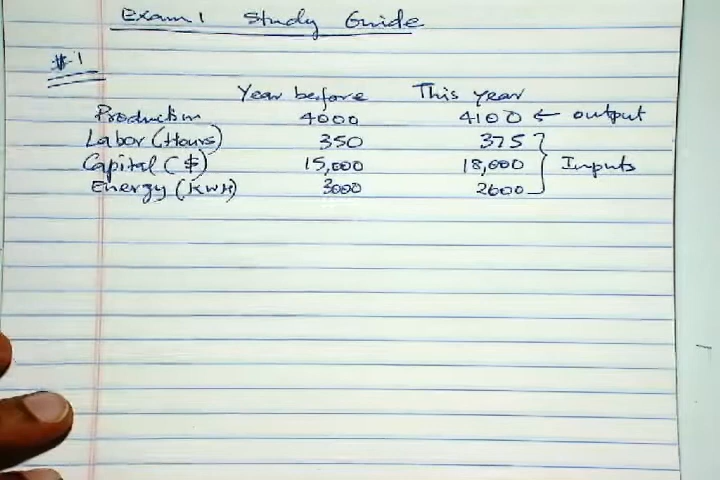 Exam 1 Study Guide
#1
Year before This year
Production 4000 4100 ← output
Labor (Hours) 350 375
Capital ($) 15,000 18,000 Inputs
Energy (KWH) 3000 2600